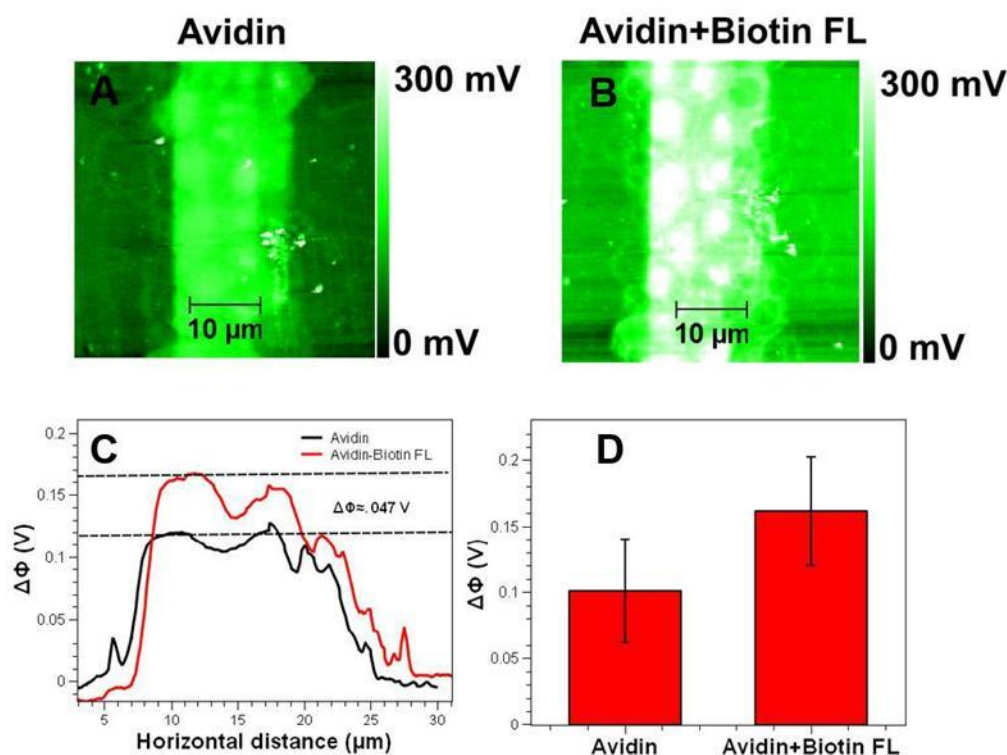 Avidin
Avidin+Biotin FL
A
300 mV
10 µm
0 mV
B
300 mV
10 µm
0 mV
C
Avidin
Avidin-Biotin FL
ΔΦ≈.047 V
0.2
0.15
0.1
0.05
0
ΔΦ (V)
5
10
15
20
25
30
Horizontal distance (µm)
D
0.2
0.15
0.1
0.05
0
ΔΦ (V)
Avidin
Avidin+Biotin FL